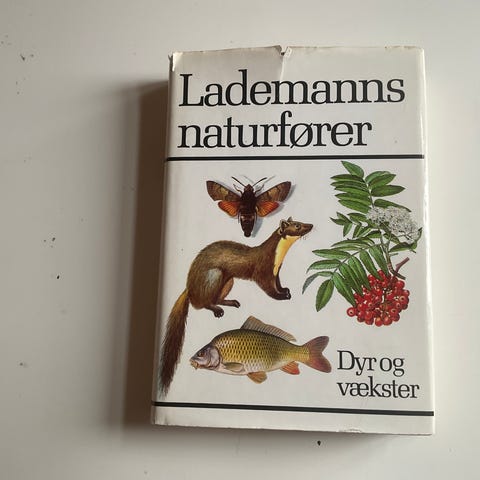 Lademanns
naturfører
Dyr og
vækster